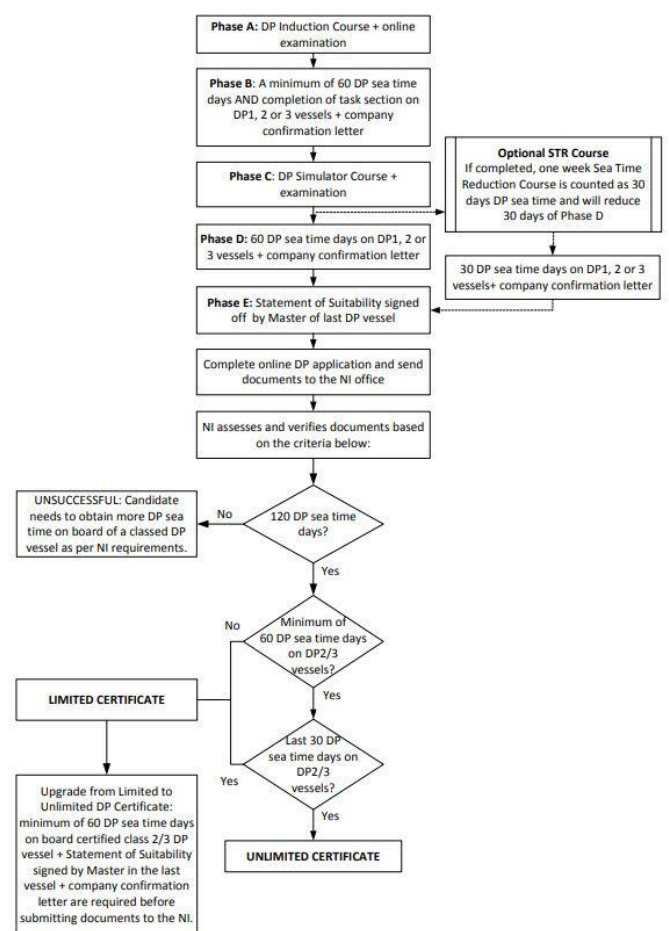 Phase A: DP Induction Course + online
examination
Phase B: A minimum of 60 DP sea time
days AND completion of task section on
DP1, 2 or 3 vessels + company
confirmation letter
Phase C: DP Simulator Course +
examination
Optional STR Course
If completed, one week Sea Time
Reduction Course is counted as 30
days DP sea time and will reduce
30 days of Phase D
Phase D: 60 DP sea time days on DP1, 2 or
3 vessels + company confirmation letter
30 DP sea time days on DP1, 2 or 3
vessels+ company confirmation letter
Phase E: Statement of Suitability signed
off by Master of last DP vessel
Complete online DP application and send
documents to the NI office
NI assesses and verifies documents based
on the criteria below:
120 DP sea time
days?
No
UNSUCCESSFUL: Candidate
needs to obtain more DP sea
time on board of a classed DP
vessel as per NI requirements.
Yes
Minimum of
60 DP sea time days
on DP2/3
vessels?
No
Yes
LIMITED CERTIFICATE
Last 30 DP
sea time days on
DP2/3
vessels?
Yes
Yes
Upgrade from Limited to
Unlimited DP Certificate:
minimum of 60 DP sea time days
on board certified class 2/3 DP
vessel + Statement of Suitability
signed by Master in the last
vessel + company confirmation
letter are required before
submitting documents to the NI.
UNLIMITED CERTIFICATE